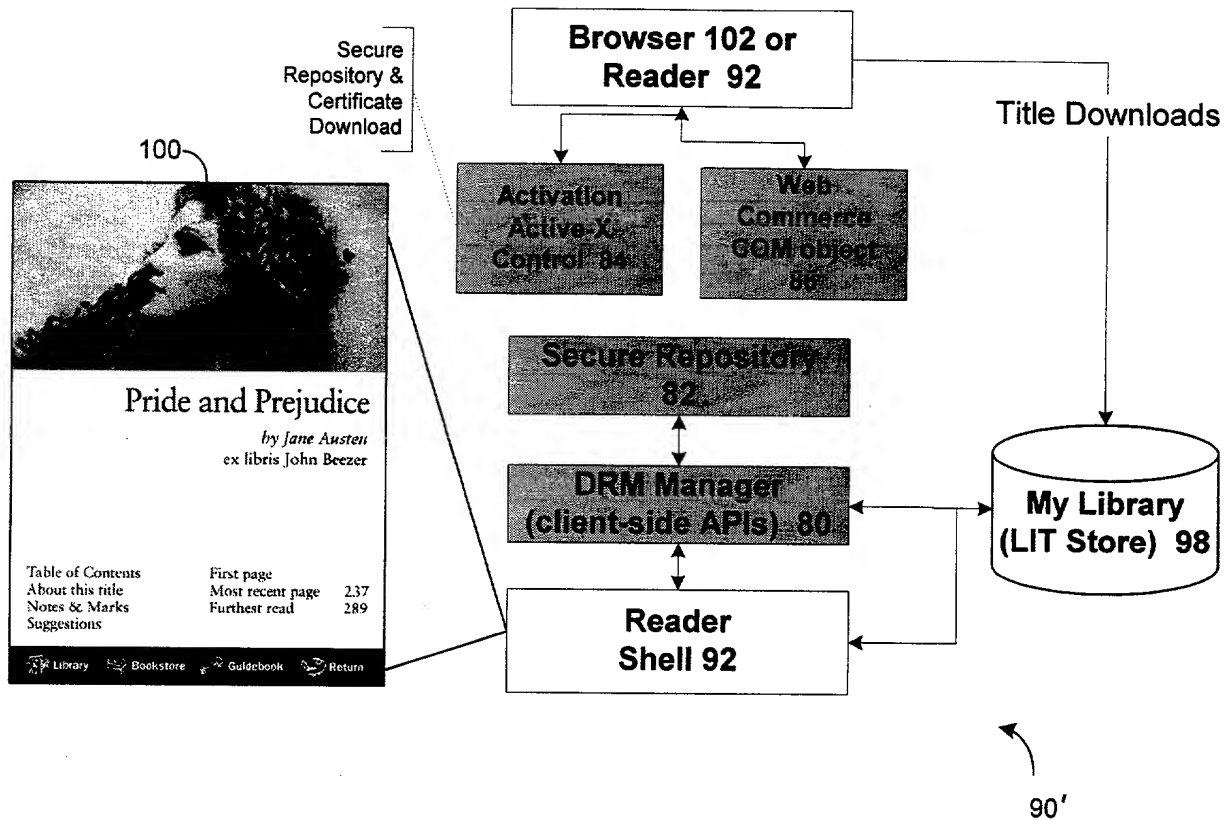 Secure
Repository &
Certificate
Download
Browser 102 or
Reader 92
Title Downloads
100
Activation
Active-X
Control 84
Web-
Commerce
COM object
86
Pride and Prejudice
by Jane Austen
ex libris John Beezer
Table of Contents
About this title
Notes & Marks
Suggestions
First page
Most recent page 237
Furthest read 289
Library Bookstore Guidebook Return
Secure Repository
82
DRM Manager
(client-side APIs) 80
Reader
Shell 92
My Library
(LIT Store) 98
90'